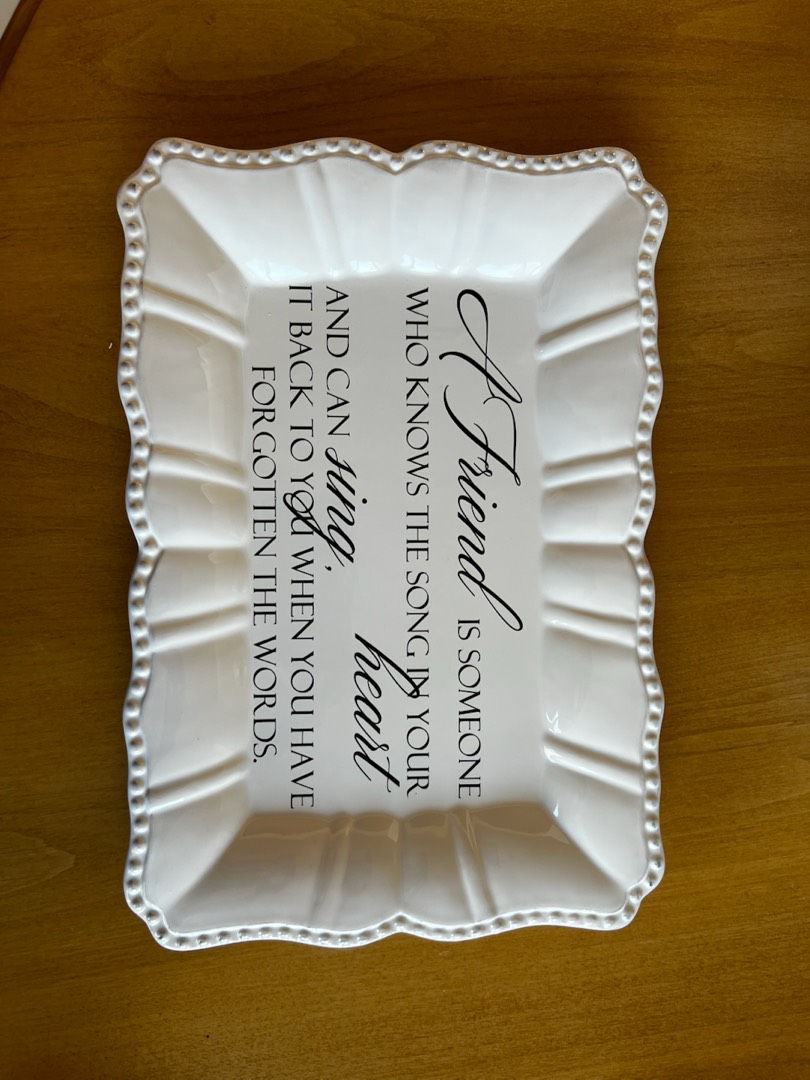 A Friend IS SOMEONE
WHO KNOWS THE SONG IN YOUR
heart
AND CAN sing,
IT BACK TO YOU WHEN YOU HAVE
FORGOTTEN THE WORDS.